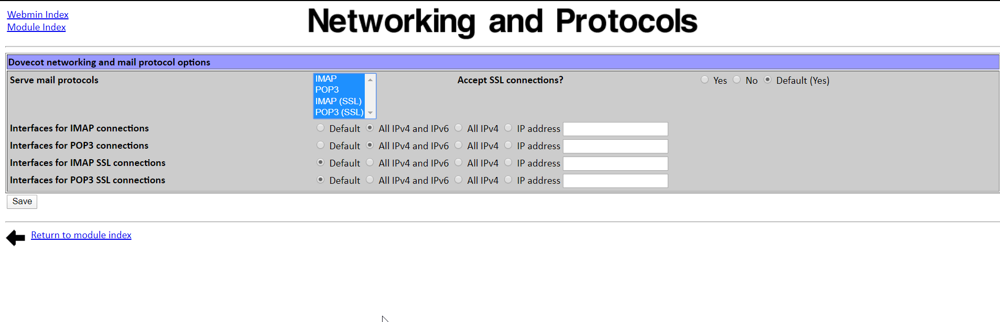 Webmin Index
Module Index
Networking and Protocols
Dovecot networking and mail protocol options
Serve mail protocols
IMAP
POP3
IMAP (SSL)
POP3 (SSL)
Accept SSL connections? Yes No Default (Yes)
Interfaces for IMAP connections Default All IPv4 and IPv6 All IPv4 IP address
Interfaces for POP3 connections Default All IPv4 and IPv6 All IPv4 IP address
Interfaces for IMAP SSL connections Default All IPv4 and IPv6 All IPv4 IP address
Interfaces for POP3 SSL connections Default All IPv4 and IPv6 All IPv4 IP address
Save
Return to module index